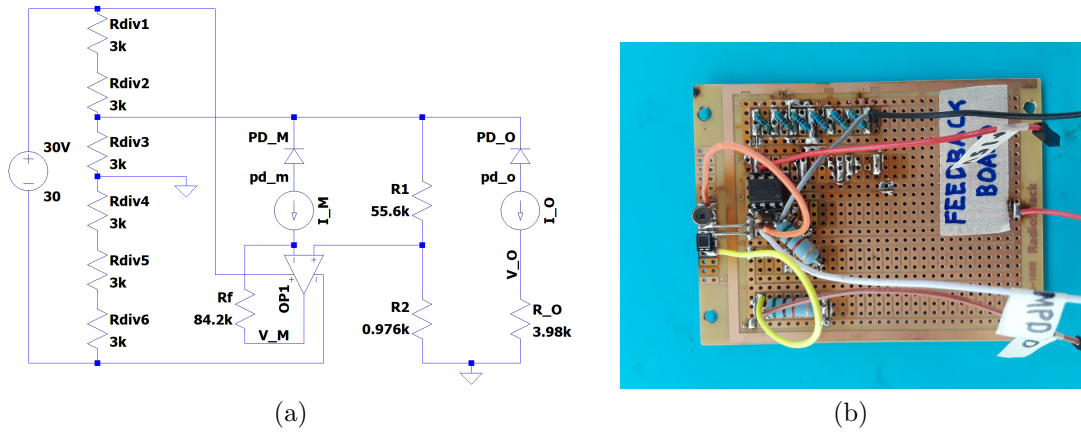 Rdiv1
3k
Rdiv2
3k
Rdiv3
3k
30V
30
Rdiv4
3k
Rdiv5
3k
Rdiv6
3k
PD_M
pd_m
I_M
Rf
84.2k
V_M
OP1
R1
55.6k
R2
0.976k
PD_O
pd_o
I_O
V_O
R_O
3.98k
(a)
FEEDBACK
BOARD
MPD
(b)